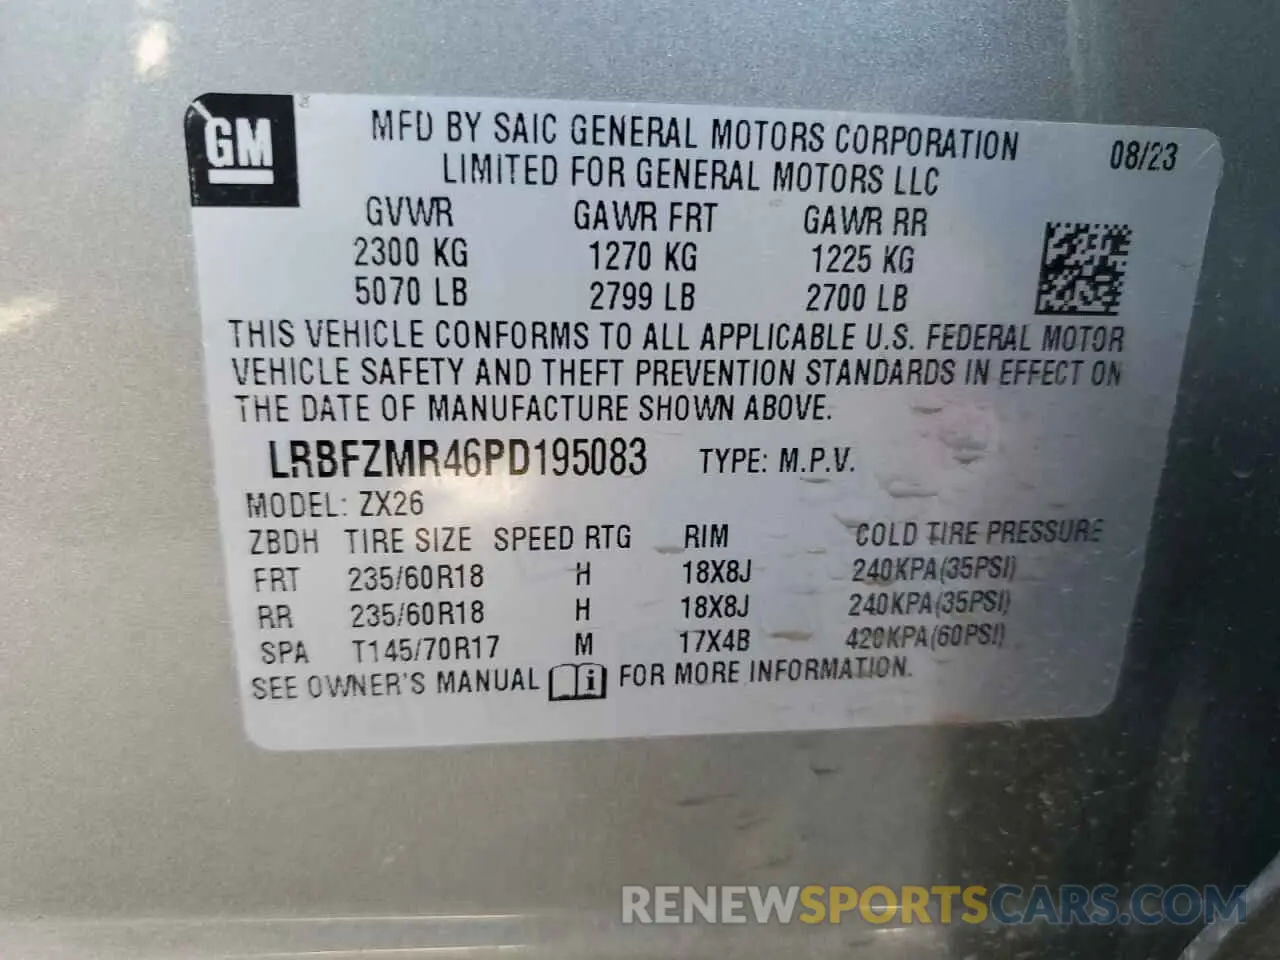 GM
MFD BY SAIC GENERAL MOTORS CORPORATION
LIMITED FOR GENERAL MOTORS LLC
08/23
GVWR GAWR FRT GAWR RR
2300 KG 1270 KG 1225 KG
5070 LB 2799 LB 2700 LB
THIS VEHICLE CONFORMS TO ALL APPLICABLE U.S. FEDERAL MOTOR
VEHICLE SAFETY AND THEFT PREVENTION STANDARDS IN EFFECT ON
THE DATE OF MANUFACTURE SHOWN ABOVE.
LRBFZMR46PD195083 TYPE: M.P.V.
MODEL: ZX26
ZBDH TIRE SIZE SPEED RTG RIM COLD TIRE PRESSURE
FRT 235/60R18 H 18X8J 240KPA(35PSI)
RR 235/60R18 H 18X8J 240KPA(35PSI)
SPA T145/70R17 M 17X4B 420KPA(60PSI)
SEE OWNER'S MANUAL i FOR MORE INFORMATION.
RENEWSPORTSCARS.COM